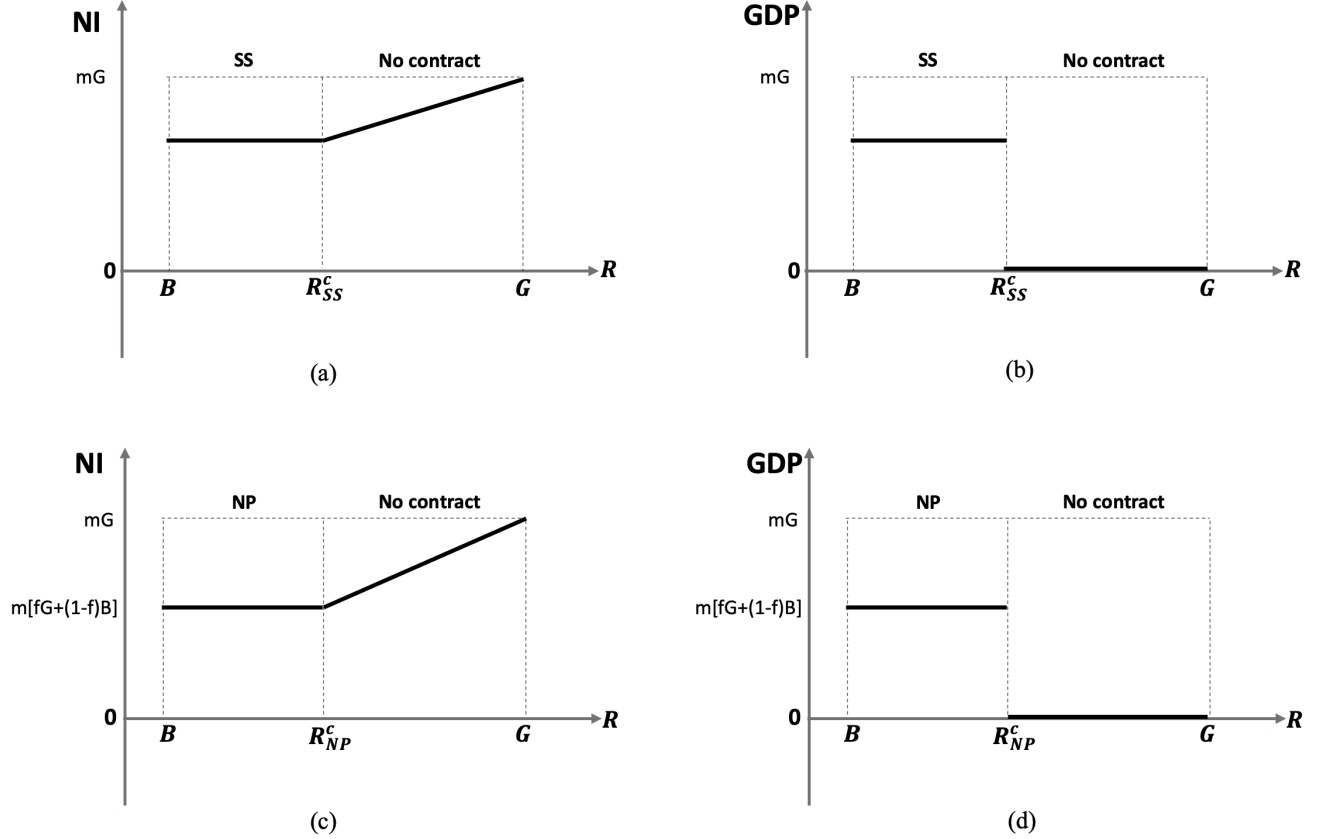 NI
SS
No contract
mG
0
B
R^c_SS
G
R
(a)
GDP
SS
No contract
mG
0
B
R^c_SS
G
R
(b)
NI
NP
No contract
mG
m[fG+(1-f)B]
0
B
R^c_NP
G
R
(c)
GDP
NP
No contract
mG
m[fG+(1-f)B]
0
B
R^c_NP
G
R
(d)